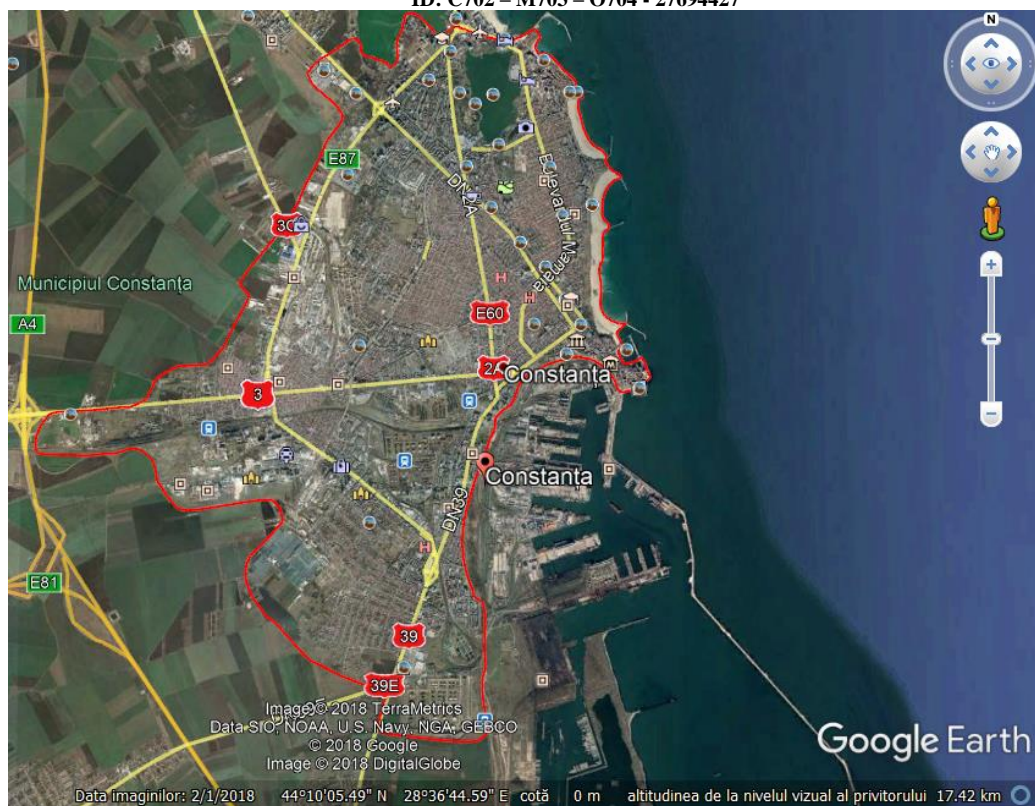 ID: C702 – M703 – O704 - 27694427
N
E87
DN2A
Bulevardul Mamaia
3C
Municipiul Constanța
A4
E60
2A
Constanța
3
Constanța
DN39
E81
39
39E
Image © 2018 TerraMetrics
Data SIO, NOAA, U.S. Navy, NGA, GEBCO
© 2018 Google
Image © 2018 DigitalGlobe
Google Earth
Data imaginilor: 2/1/2018 44°10'05.49" N 28°36'44.59" E cotă 0 m altitudinea de la nivelul vizual al privitorului 17.42 km